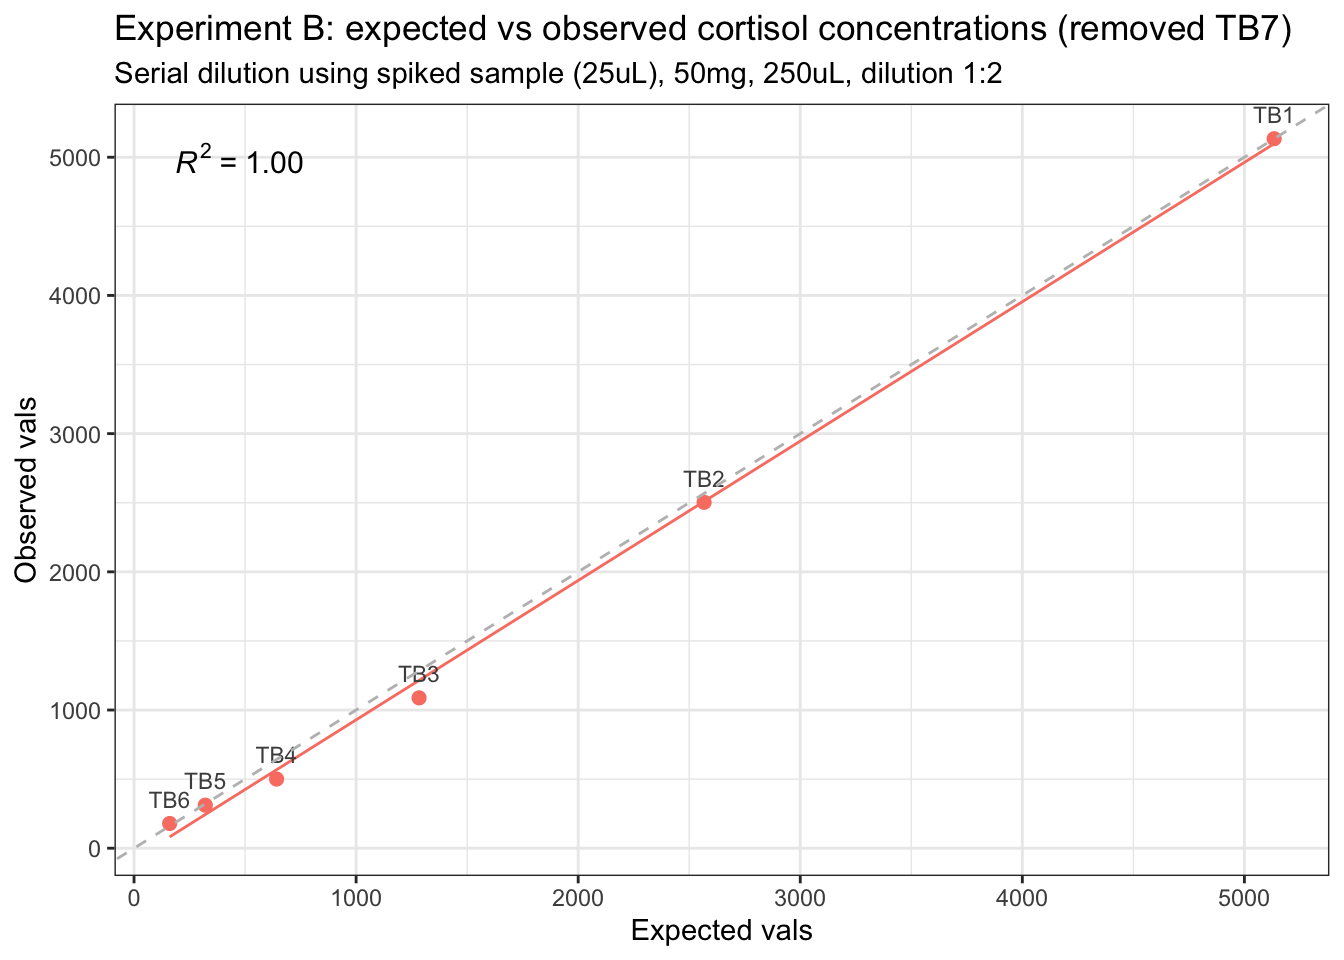 Experiment B: expected vs observed cortisol concentrations (removed TB7)
Serial dilution using spiked sample (25uL), 50mg, 250uL, dilution 1:2
R² = 1.00
TB1
TB2
TB3
TB4
TB5
TB6
5000
4000
3000
2000
1000
0
Observed vals
0 1000 2000 3000 4000 5000
Expected vals